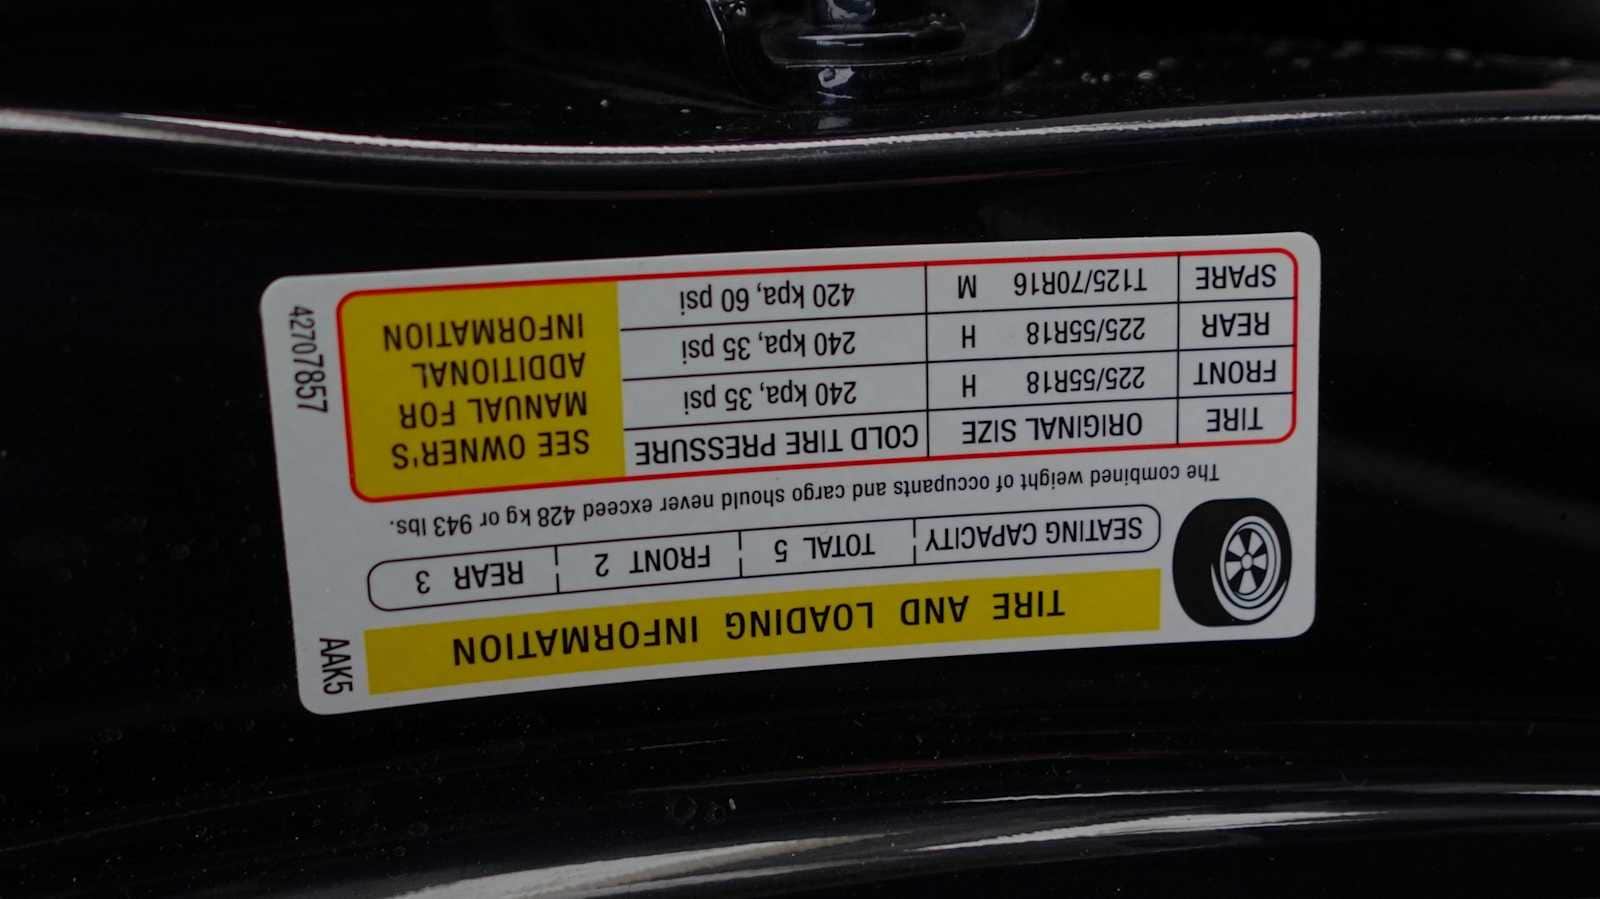 TIRE AND LOADING INFORMATION
SEATING CAPACITY TOTAL 5 FRONT 2 REAR 3
The combined weight of occupants and cargo should never exceed 428 kg or 943 lbs.
TIRE ORIGINAL SIZE COLD TIRE PRESSURE
FRONT 225/55R18 H 240 kpa, 35 psi
REAR 225/55R18 H 240 kpa, 35 psi
SPARE T125/70R16 M 420 kpa, 60 psi
SEE OWNER'S
MANUAL FOR
ADDITIONAL
INFORMATION
AAK5
42707857